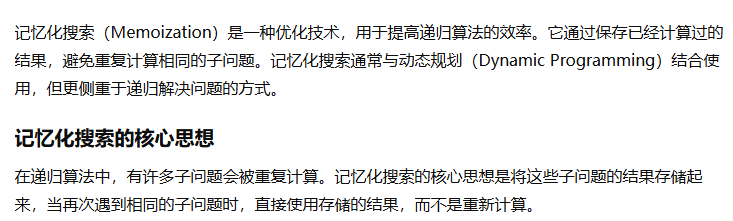 记忆化搜索（Memoization）是一种优化技术，用于提高递归算法的效率。它通过保存已经计算过的
结果，避免重复计算相同的子问题。记忆化搜索通常与动态规划（Dynamic Programming）结合使
用，但更侧重于递归解决问题的方式。
记忆化搜索的核心思想
在递归算法中，有许多子问题会被重复计算。记忆化搜索的核心思想是将这些子问题的结果存储起
来，当再次遇到相同的子问题时，直接使用存储的结果，而不是重新计算。